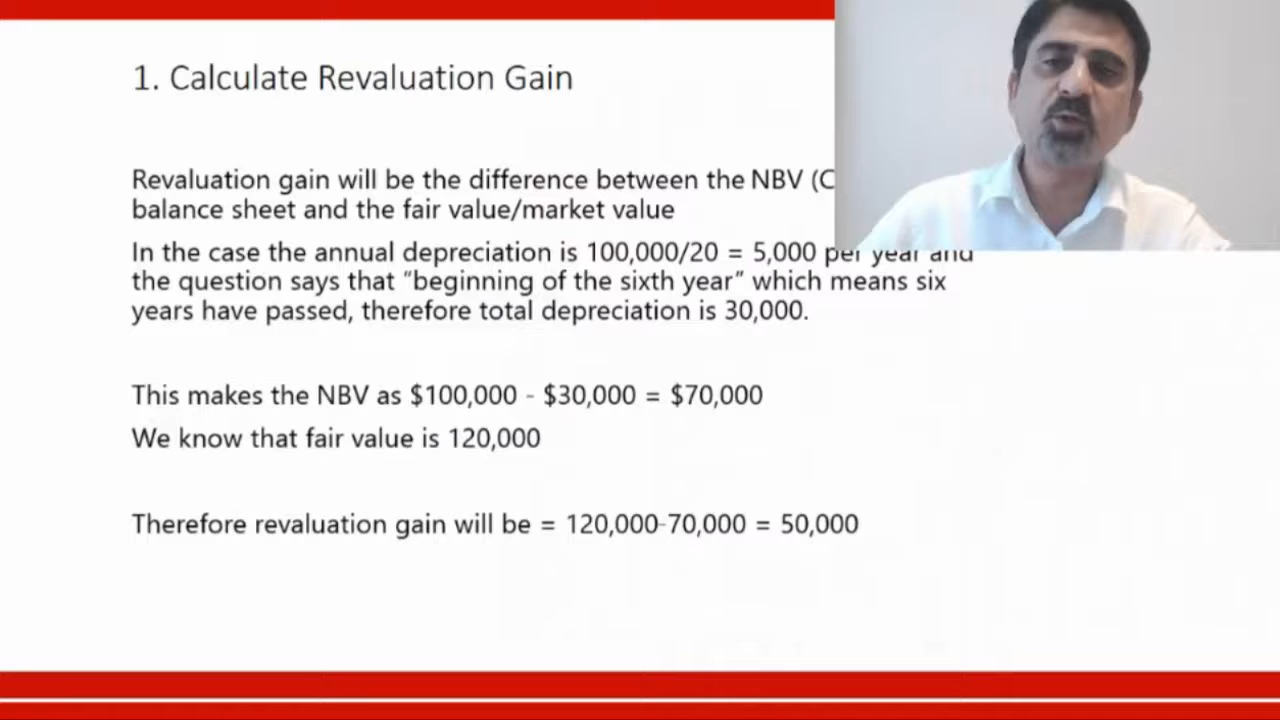 1. Calculate Revaluation Gain
Revaluation gain will be the difference between the NBV (C
balance sheet and the fair value/market value
In the case the annual depreciation is 100,000/20 = 5,000 per year and
the question says that “beginning of the sixth year” which means six
years have passed, therefore total depreciation is 30,000.
This makes the NBV as $100,000 - $30,000 = $70,000
We know that fair value is 120,000
Therefore revaluation gain will be = 120,000-70,000 = 50,000